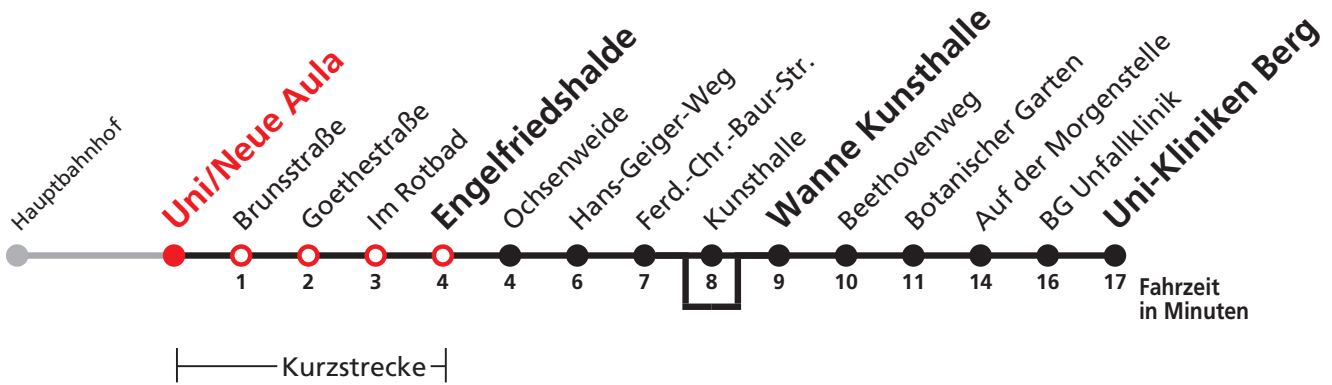 Hauptbahnhof
Uni/Neue Aula
Brunsstraße
Goethestraße
Im Rotbad
Engelfriedshalde
Ochsenweide
Hans-Geiger-Weg
Ferd.-Chr.-Baur-Str.
Kunsthalle
Wanne Kunsthalle
Beethovenweg
Botanischer Garten
Auf der Morgenstelle
BG Unfallklinik
Uni-Kliniken Berg
1 2 3 4 4 6 7 8 9 10 11 14 16 17
Fahrzeit
in Minuten
Kurzstrecke